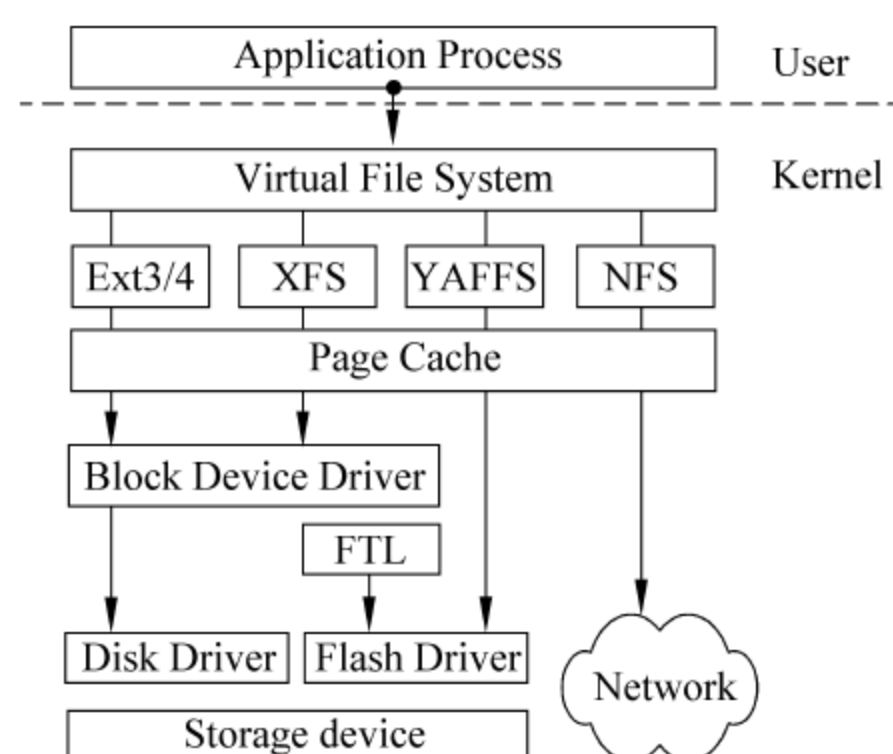 Application Process
User
Virtual File System
Kernel
Ext3/4
XFS
YAFFS
NFS
Page Cache
Block Device Driver
FTL
Disk Driver
Flash Driver
Network
Storage device